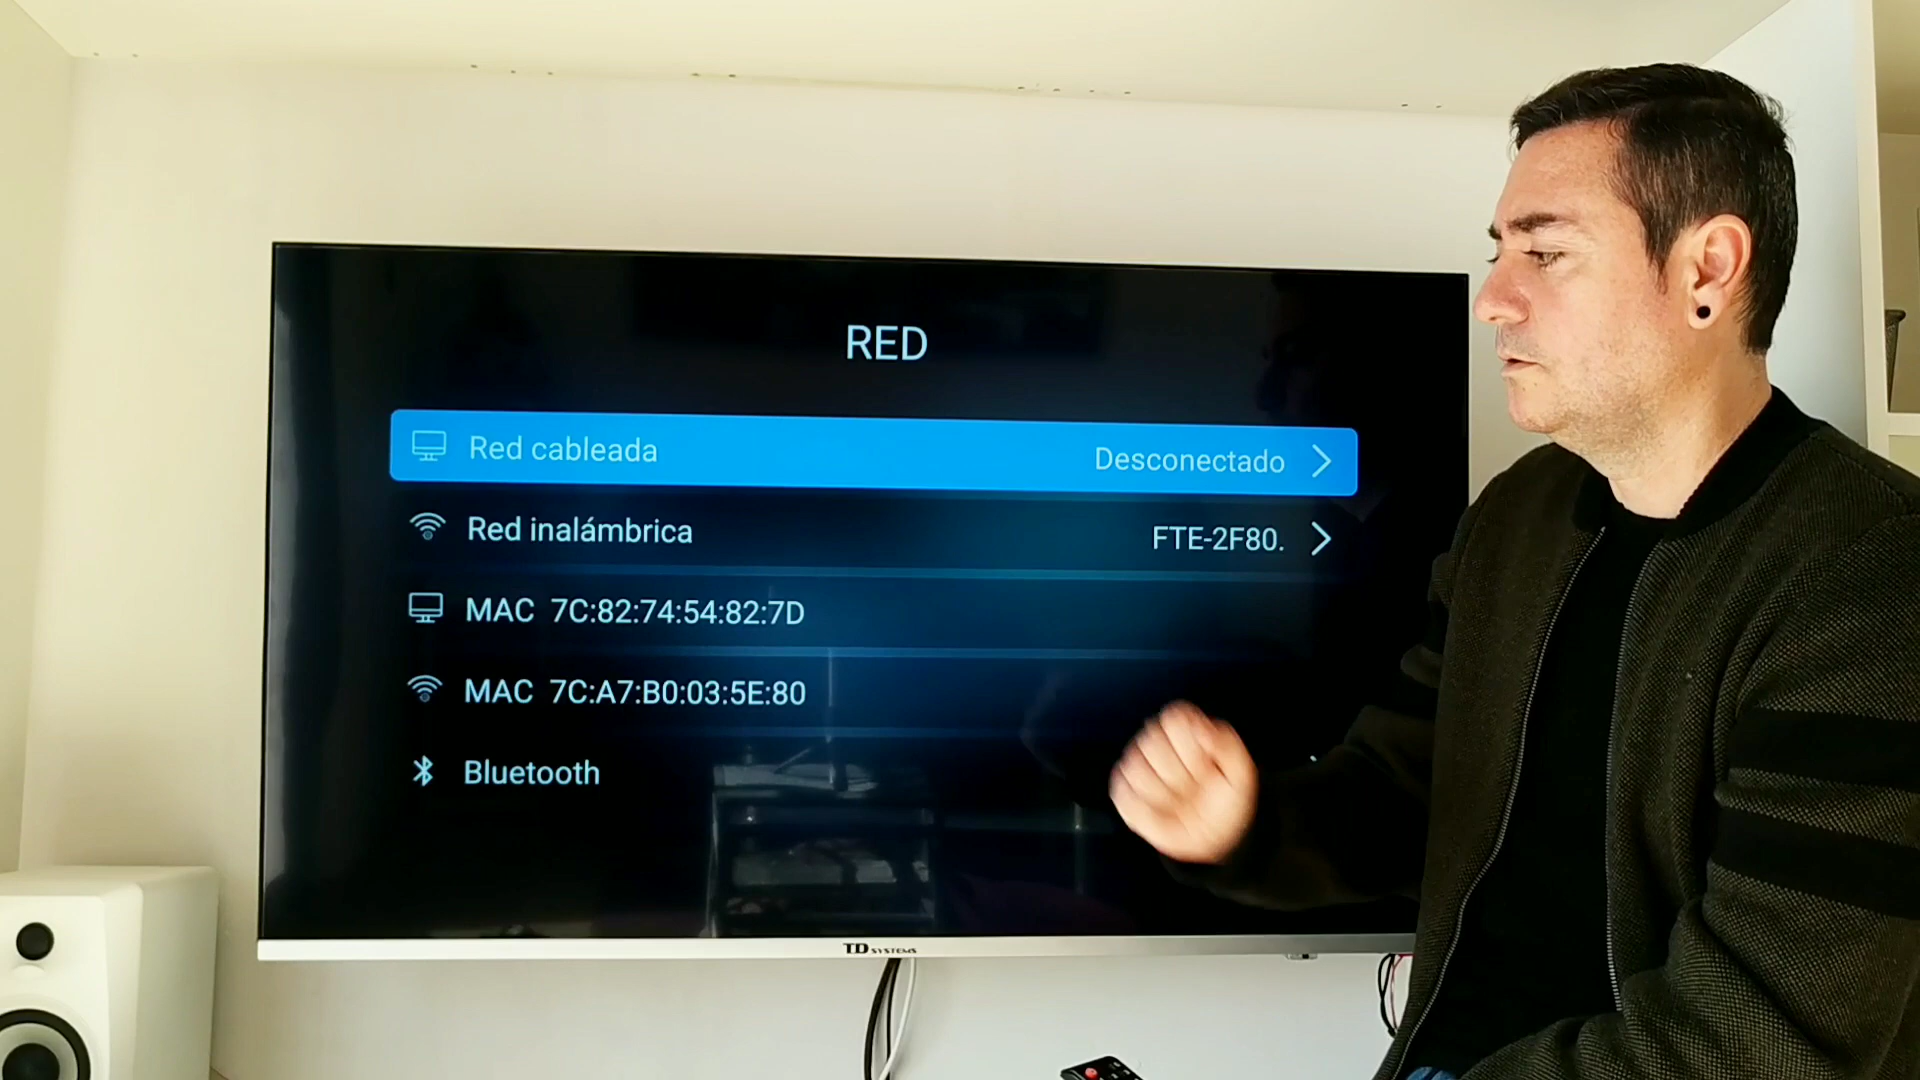 RED
Red cableada Desconectado
Red inalámbrica FTE-2F80.
MAC 7C:82:74:54:82:7D
MAC 7C:A7:B0:03:5E:80
Bluetooth
TD SYSTEMS